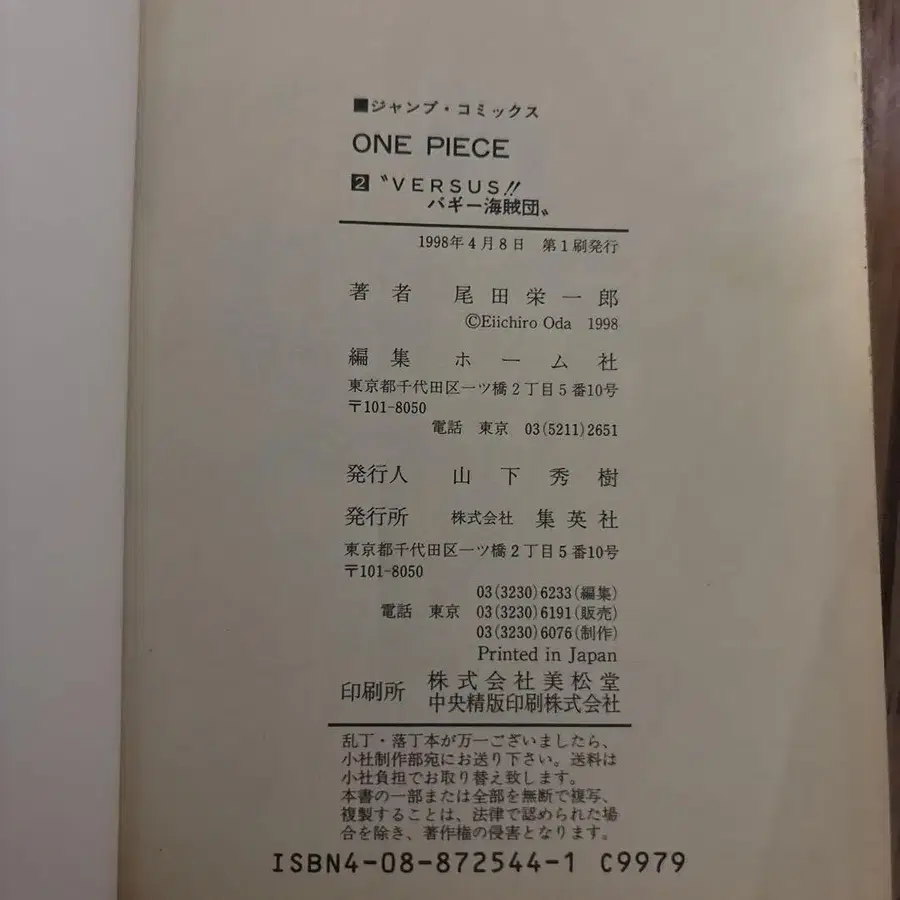 ■ジャンプ・コミックス
ONE PIECE
2 〝VERSUS!!
バギー海賊団〟
1998年4月8日 第1刷発行
著者 尾田栄一郎
©Eiichiro Oda 1998
編集 ホーム社
東京都千代田区一ツ橋2丁目5番10号
〒101-8050
電話 東京 03(5211)2651
発行人 山下秀樹
発行所 株式会社 集英社
東京都千代田区一ツ橋2丁目5番10号
〒101-8050
03(3230)6233(編集)
電話 東京 03(3230)6191(販売)
03(3230)6076(制作)
Printed in Japan
印刷所 株式会社美松堂
中央精版印刷株式会社
乱丁・落丁本が万一ございましたら、
小社制作部宛にお送り下さい。送料は
小社負担でお取り替え致します。
本書の一部または全部を無断で複写、
複製することは、法律で認められた場
合を除き、著作権の侵害となります。
ISBN4-08-872544-1 C9979